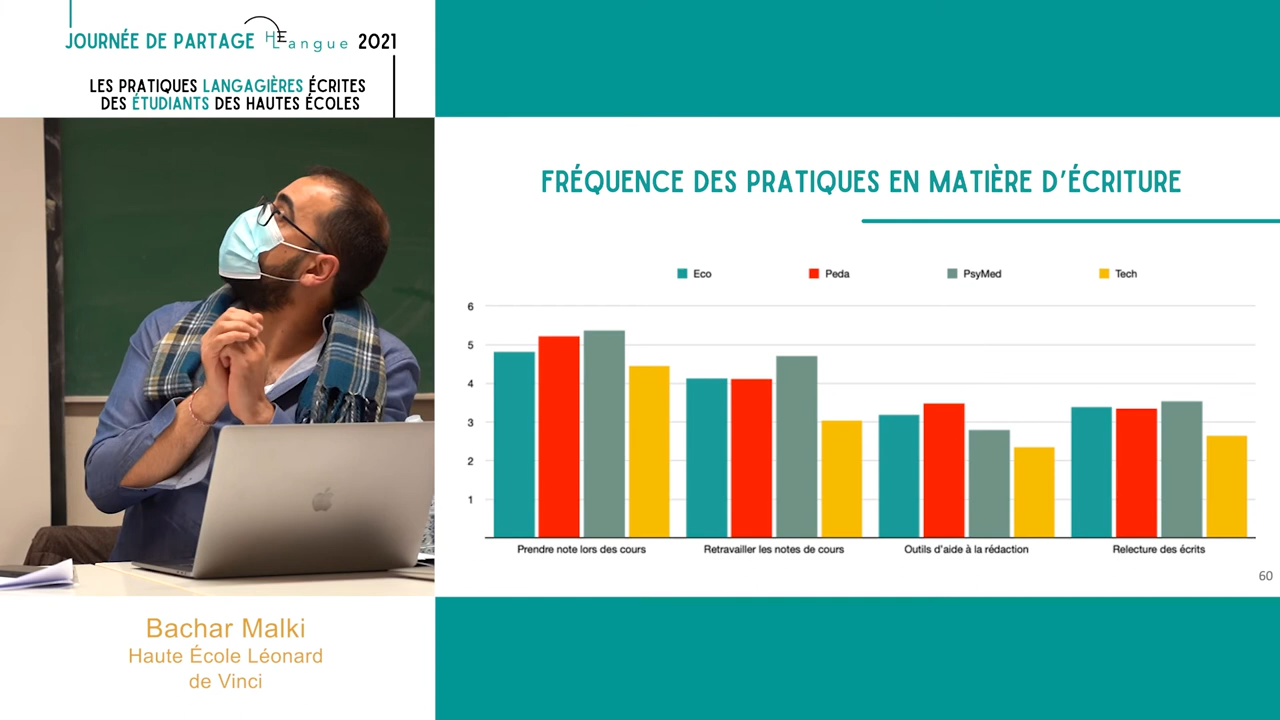 JOURNÉE DE PARTAGE HELangue 2021
LES PRATIQUES LANGAGIÈRES ÉCRITES
DES ÉTUDIANTS DES HAUTES ÉCOLES
FRÉQUENCE DES PRATIQUES EN MATIÈRE D'ÉCRITURE
Eco Peda PsyMed Tech
6
5
4
3
2
1
Prendre note lors des cours Retravailler les notes de cours Outils d'aide à la rédaction Relecture des écrits
60
Bachar Malki
Haute École Léonard
de Vinci